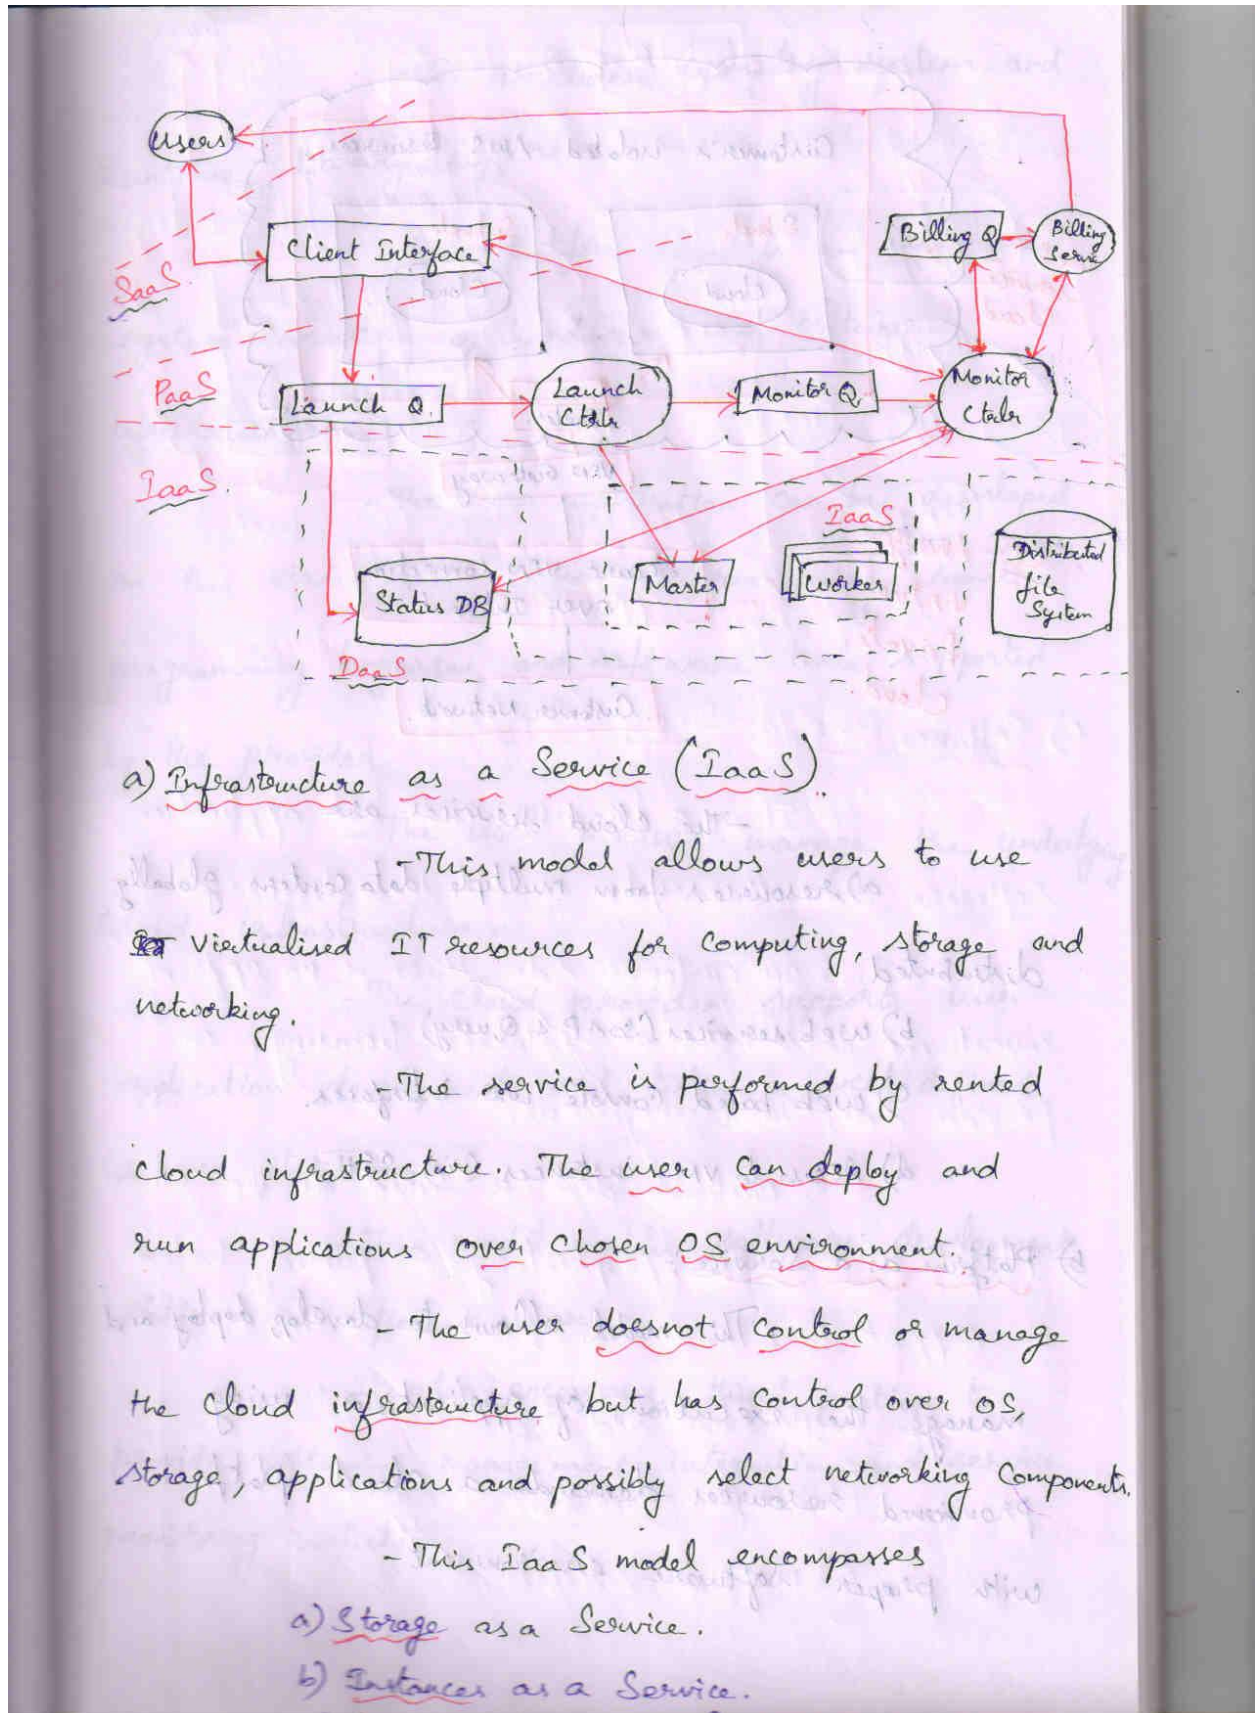 Users
Client Interface
Billing Q
Billing
SaaS
PaaS
Launch Q
Launch
Ctrlr
Monitor Q
Monitor
Ctrlr
IaaS.
IaaS
Status DB
Master
Worker
Distributed
file
System
DaaS
a) Infrastructure as a Service (IaaS).
-This model allows users to use
virtualised IT resources for computing, storage and
networking.
-The service is performed by rented
cloud infrastructure. The user can deploy and
run applications over chosen OS environment.
- The user doesnot control or manage
the cloud infrastructure but has control over OS,
storage, applications and possibly select networking components.
- This IaaS model encompasses
a) Storage as a Service.
b) Instances as a Service.